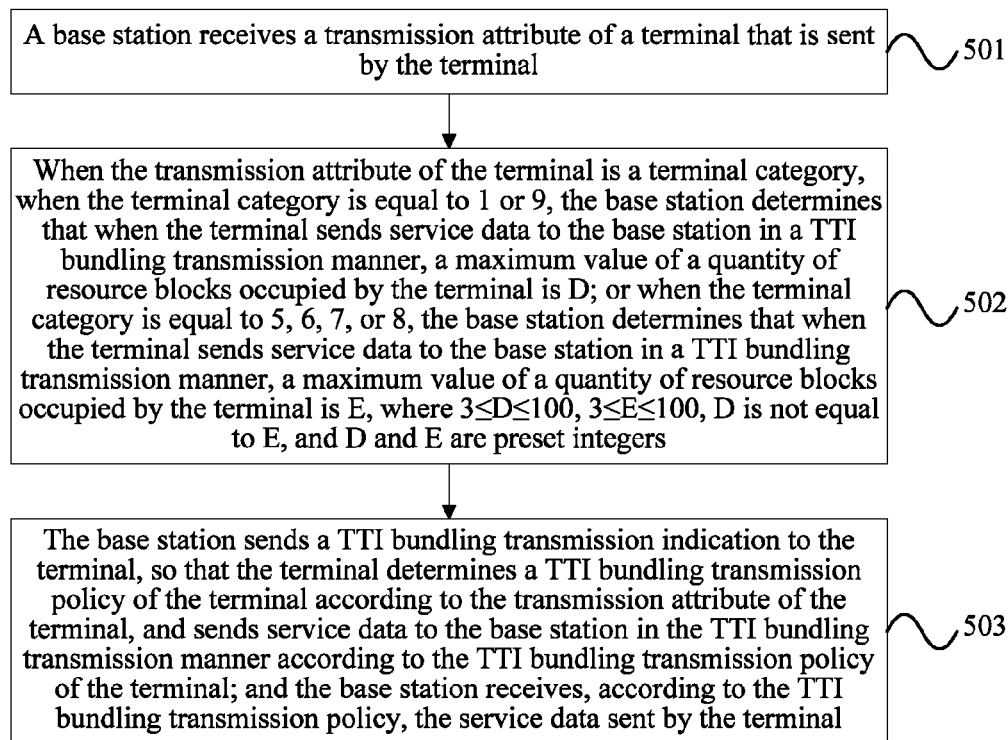 A base station receives a transmission attribute of a terminal that is sent
by the terminal
501
When the transmission attribute of the terminal is a terminal category,
when the terminal category is equal to 1 or 9, the base station determines
that when the terminal sends service data to the base station in a TTI
bundling transmission manner, a maximum value of a quantity of
resource blocks occupied by the terminal is D; or when the terminal
category is equal to 5, 6, 7, or 8, the base station determines that when
the terminal sends service data to the base station in a TTI bundling
transmission manner, a maximum value of a quantity of resource blocks
occupied by the terminal is E, where 3≤D≤100, 3≤E≤100, D is not equal
to E, and D and E are preset integers
502
The base station sends a TTI bundling transmission indication to the
terminal, so that the terminal determines a TTI bundling transmission
policy of the terminal according to the transmission attribute of the
terminal, and sends service data to the base station in the TTI bundling
transmission manner according to the TTI bundling transmission policy
of the terminal; and the base station receives, according to the TTI
bundling transmission policy, the service data sent by the terminal
503